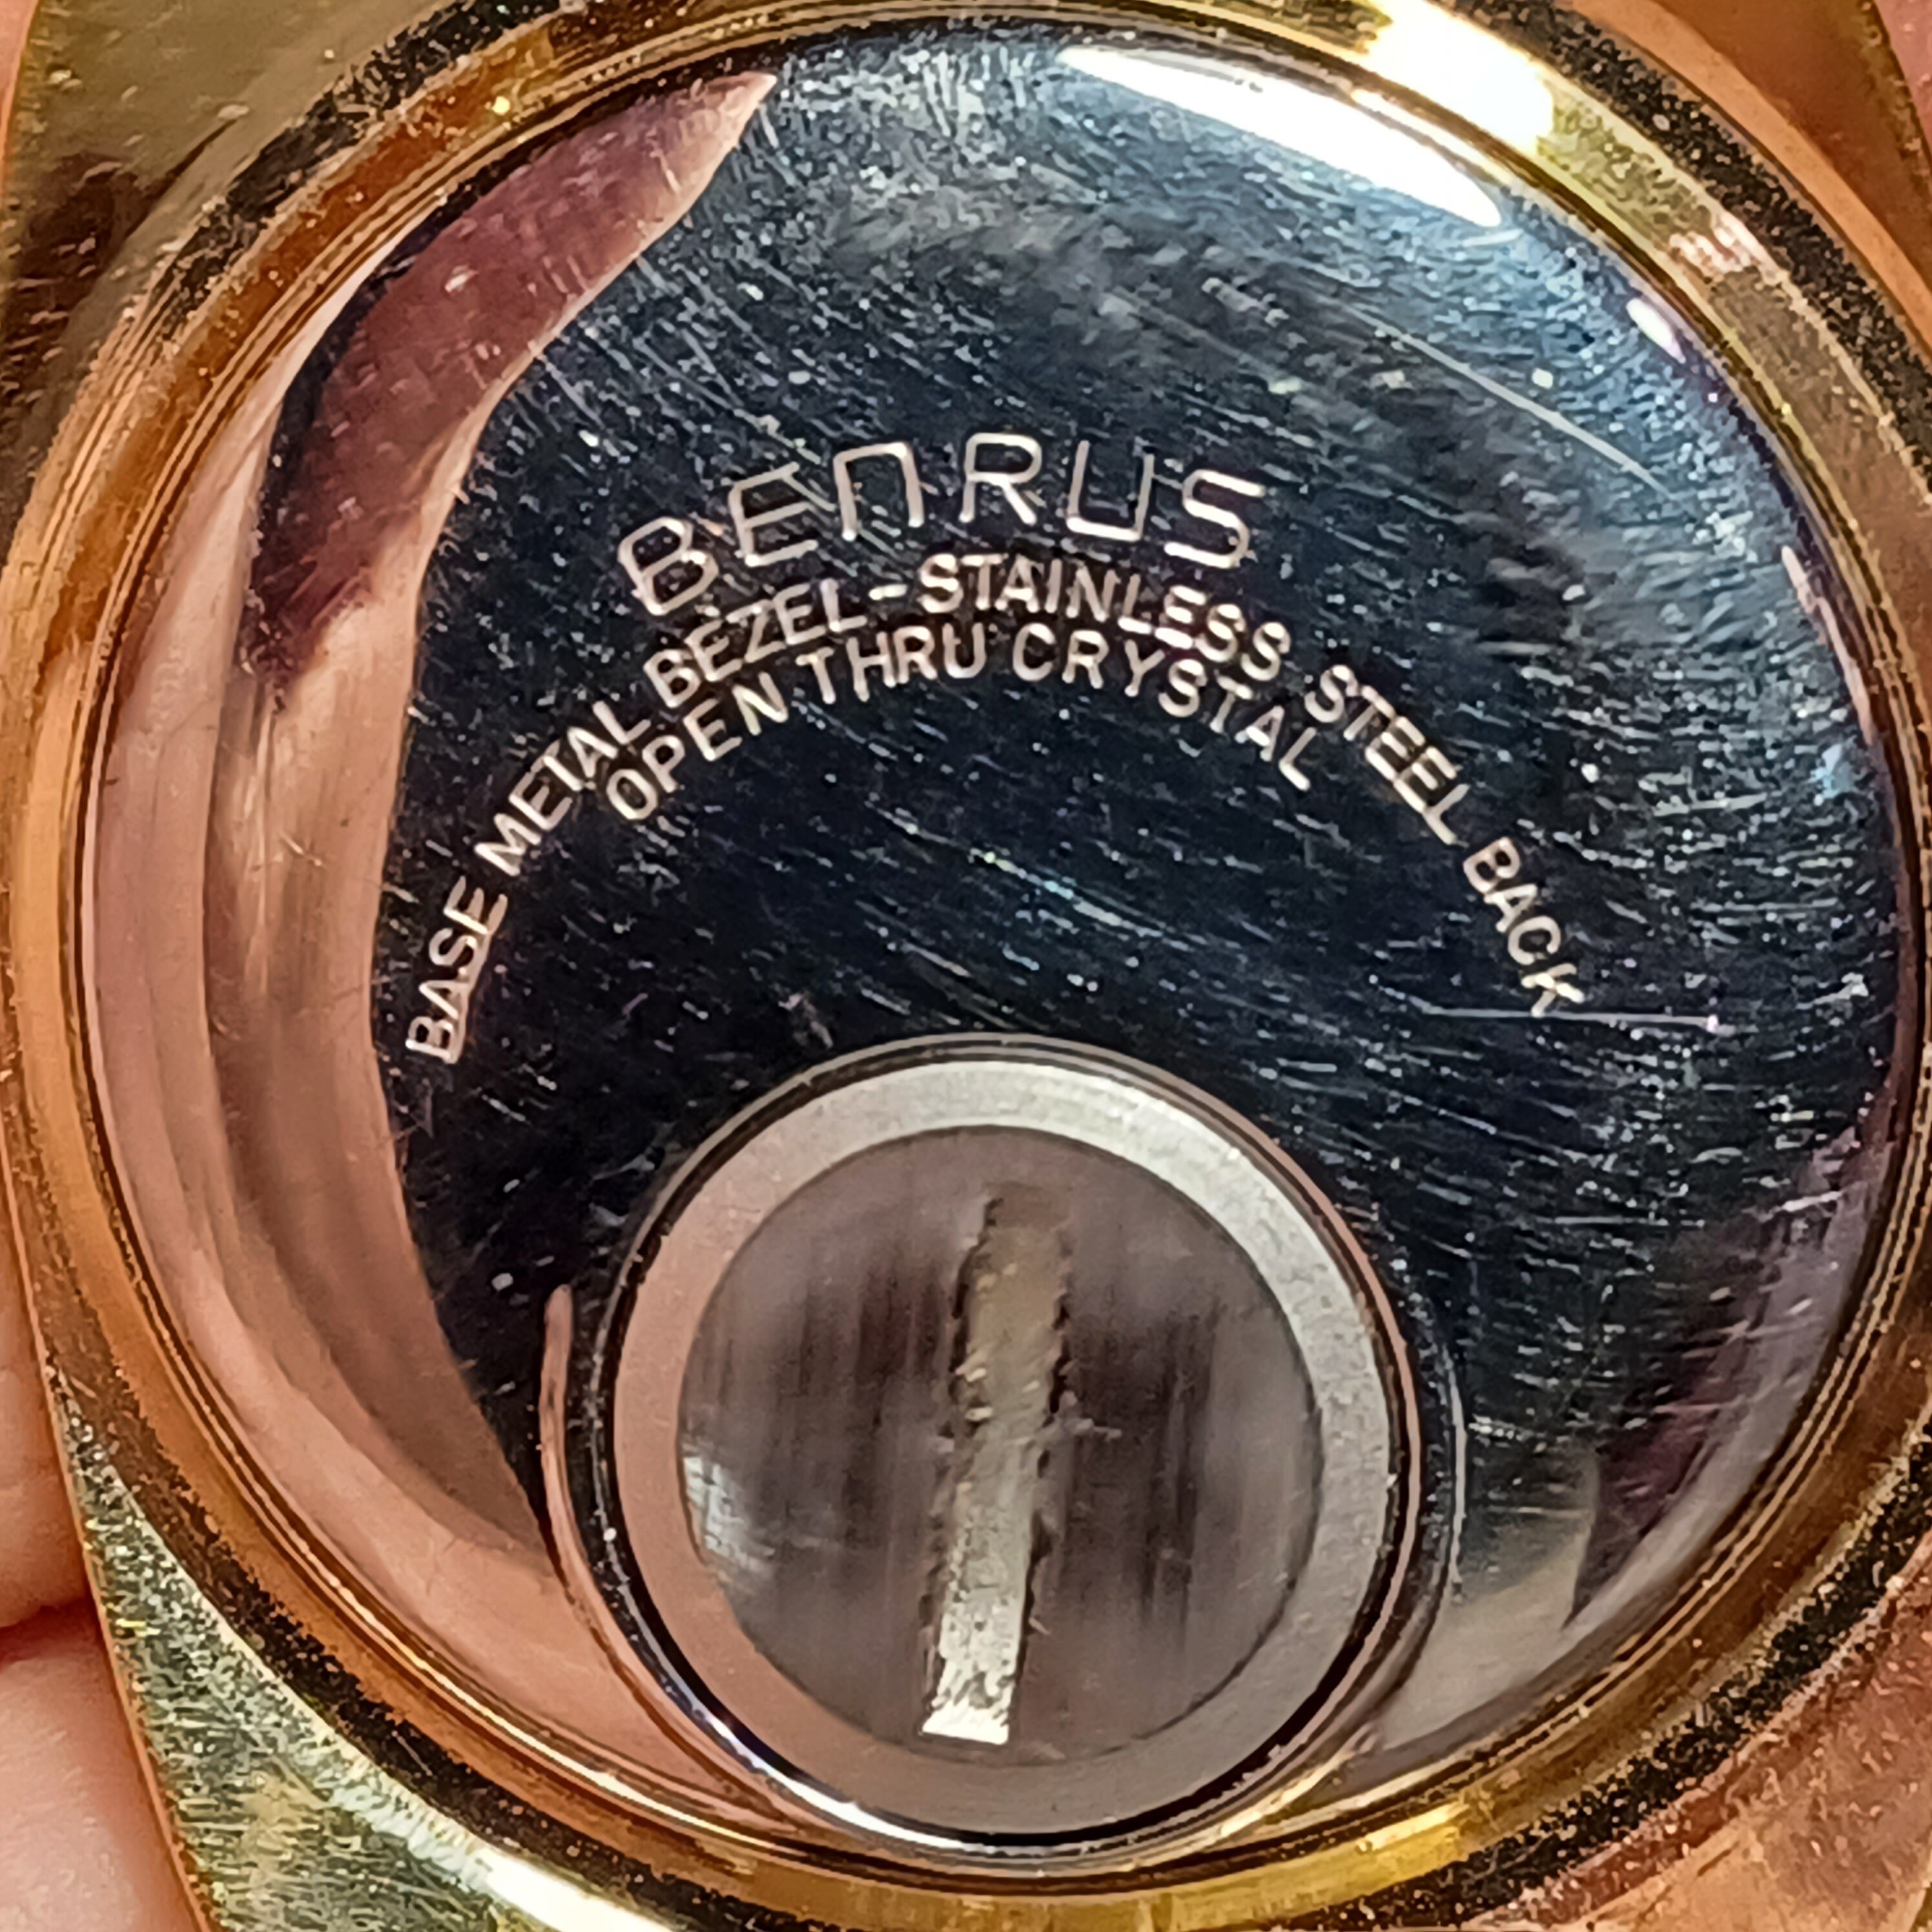 BEnRUS
BASE METAL BEZEL-STAINLESS STEEL BACK
OPEN THRU CRYSTAL